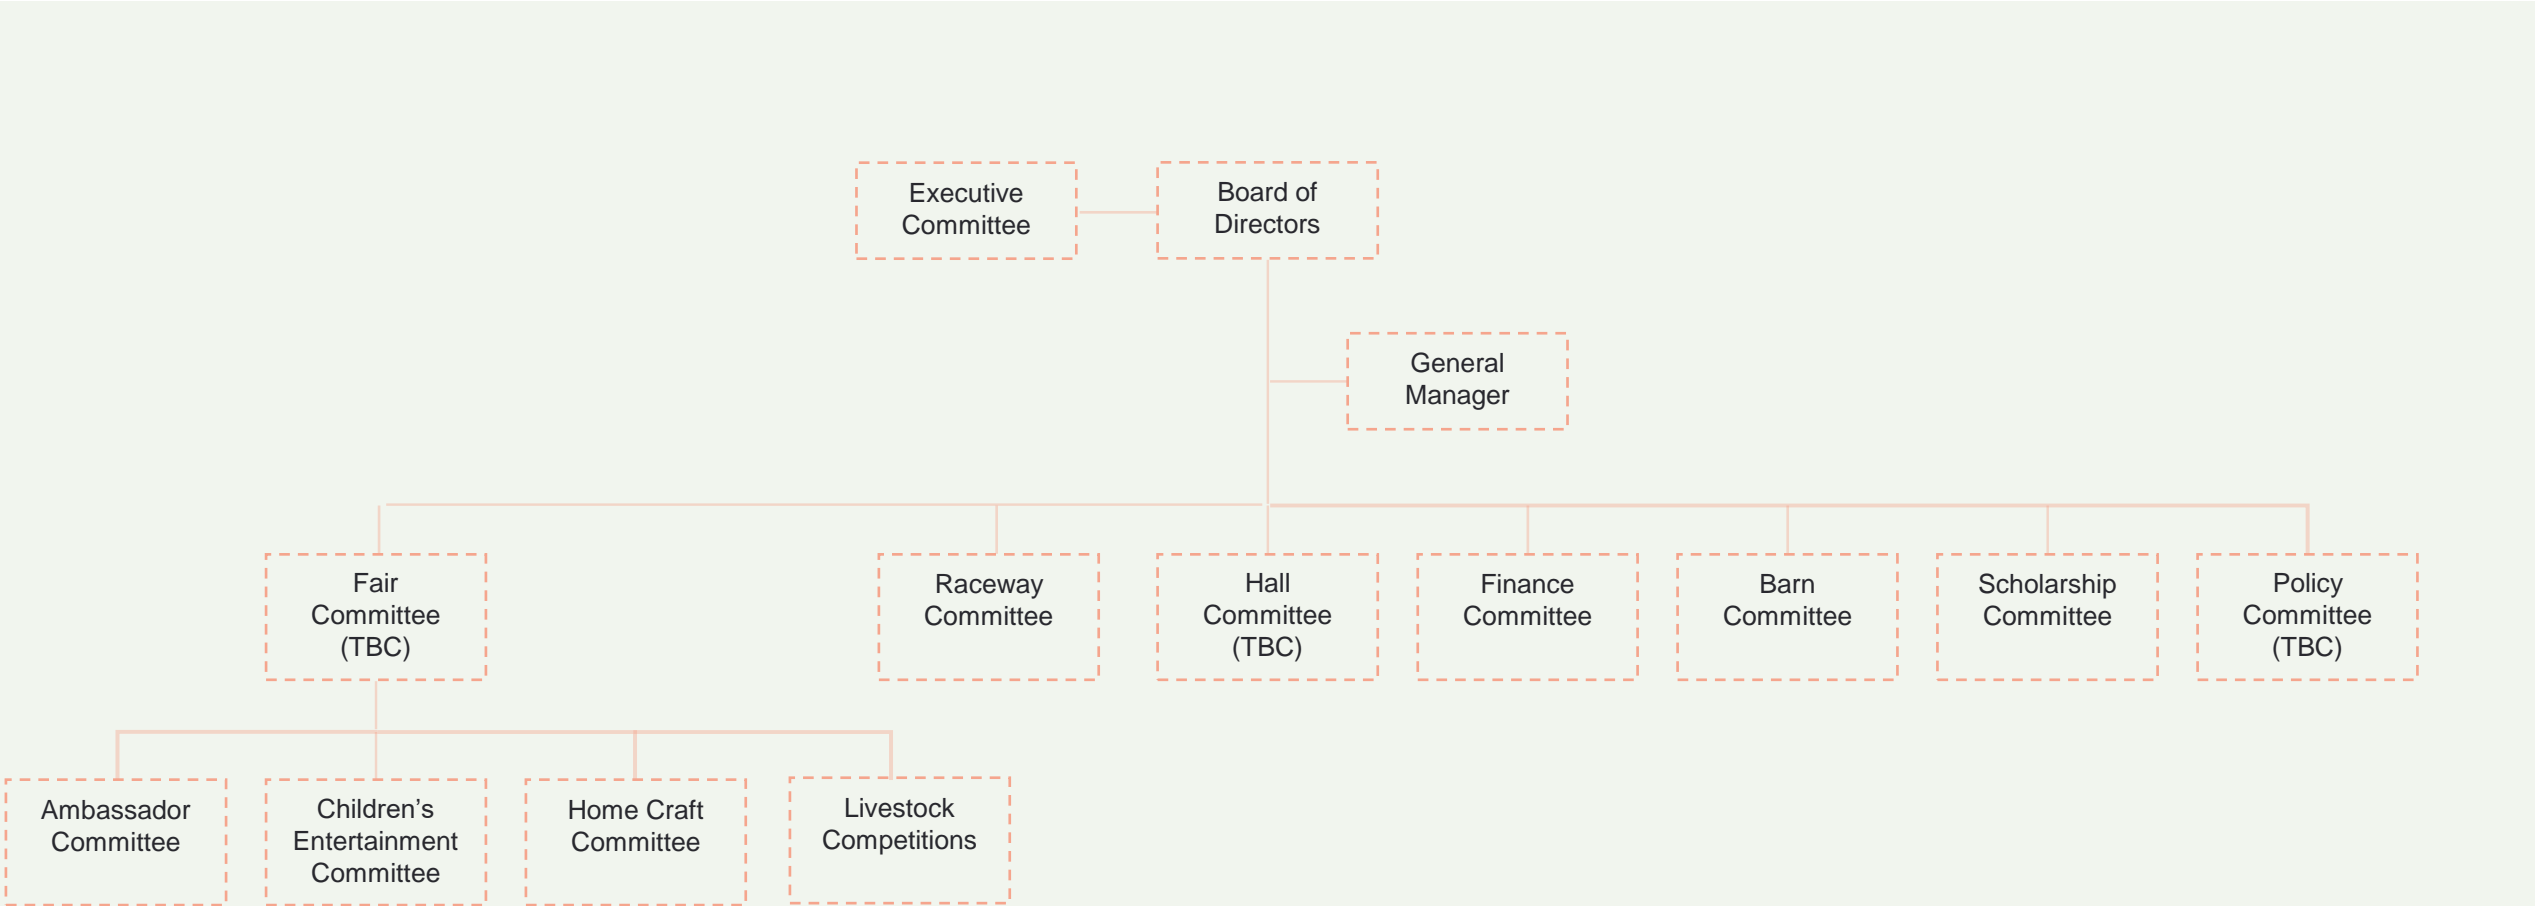 Executive
Committee
Board of
Directors
General
Manager
Fair
Committee
(TBC)
Raceway
Committee
Hall
Committee
(TBC)
Finance
Committee
Barn
Committee
Scholarship
Committee
Policy
Committee
(TBC)
Ambassador
Committee
Children’s
Entertainment
Committee
Home Craft
Committee
Livestock
Competitions